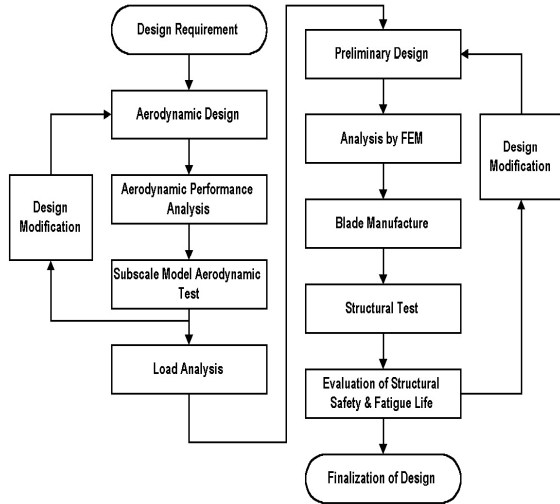 Design Requirement
Aerodynamic Design
Aerodynamic Performance
Analysis
Design
Modification
Subscale Model Aerodynamic
Test
Load Analysis
Preliminary Design
Analysis by FEM
Design
Modification
Blade Manufacture
Structural Test
Evaluation of Structural
Safety & Fatigue Life
Finalization of Design